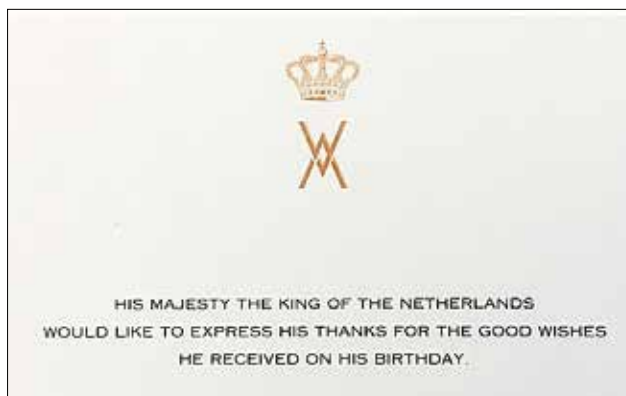 WA
HIS MAJESTY THE KING OF THE NETHERLANDS
WOULD LIKE TO EXPRESS HIS THANKS FOR THE GOOD WISHES
HE RECEIVED ON HIS BIRTHDAY.